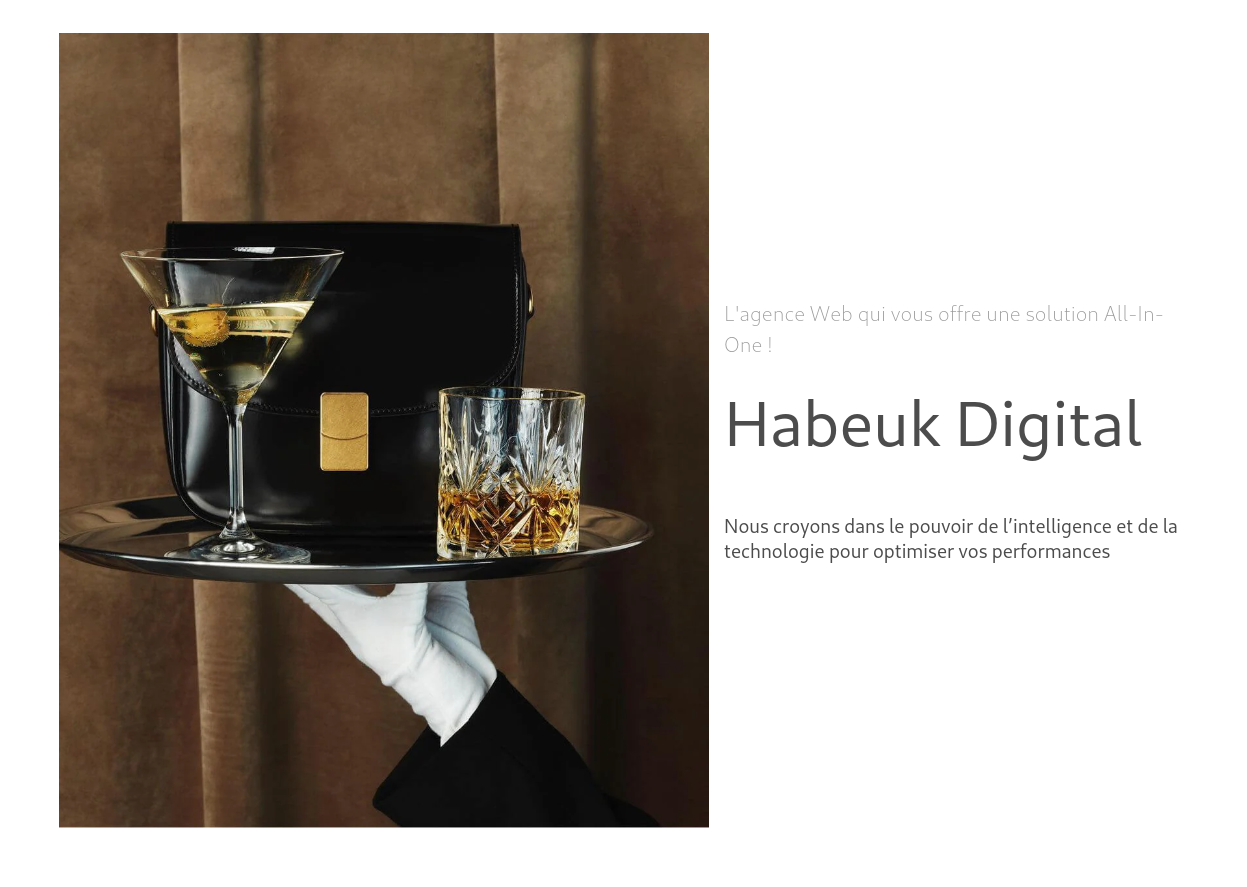 L'agence Web qui vous offre une solution All-In-
One !
Habeuk Digital
Nous croyons dans le pouvoir de l’intelligence et de la
technologie pour optimiser vos performances